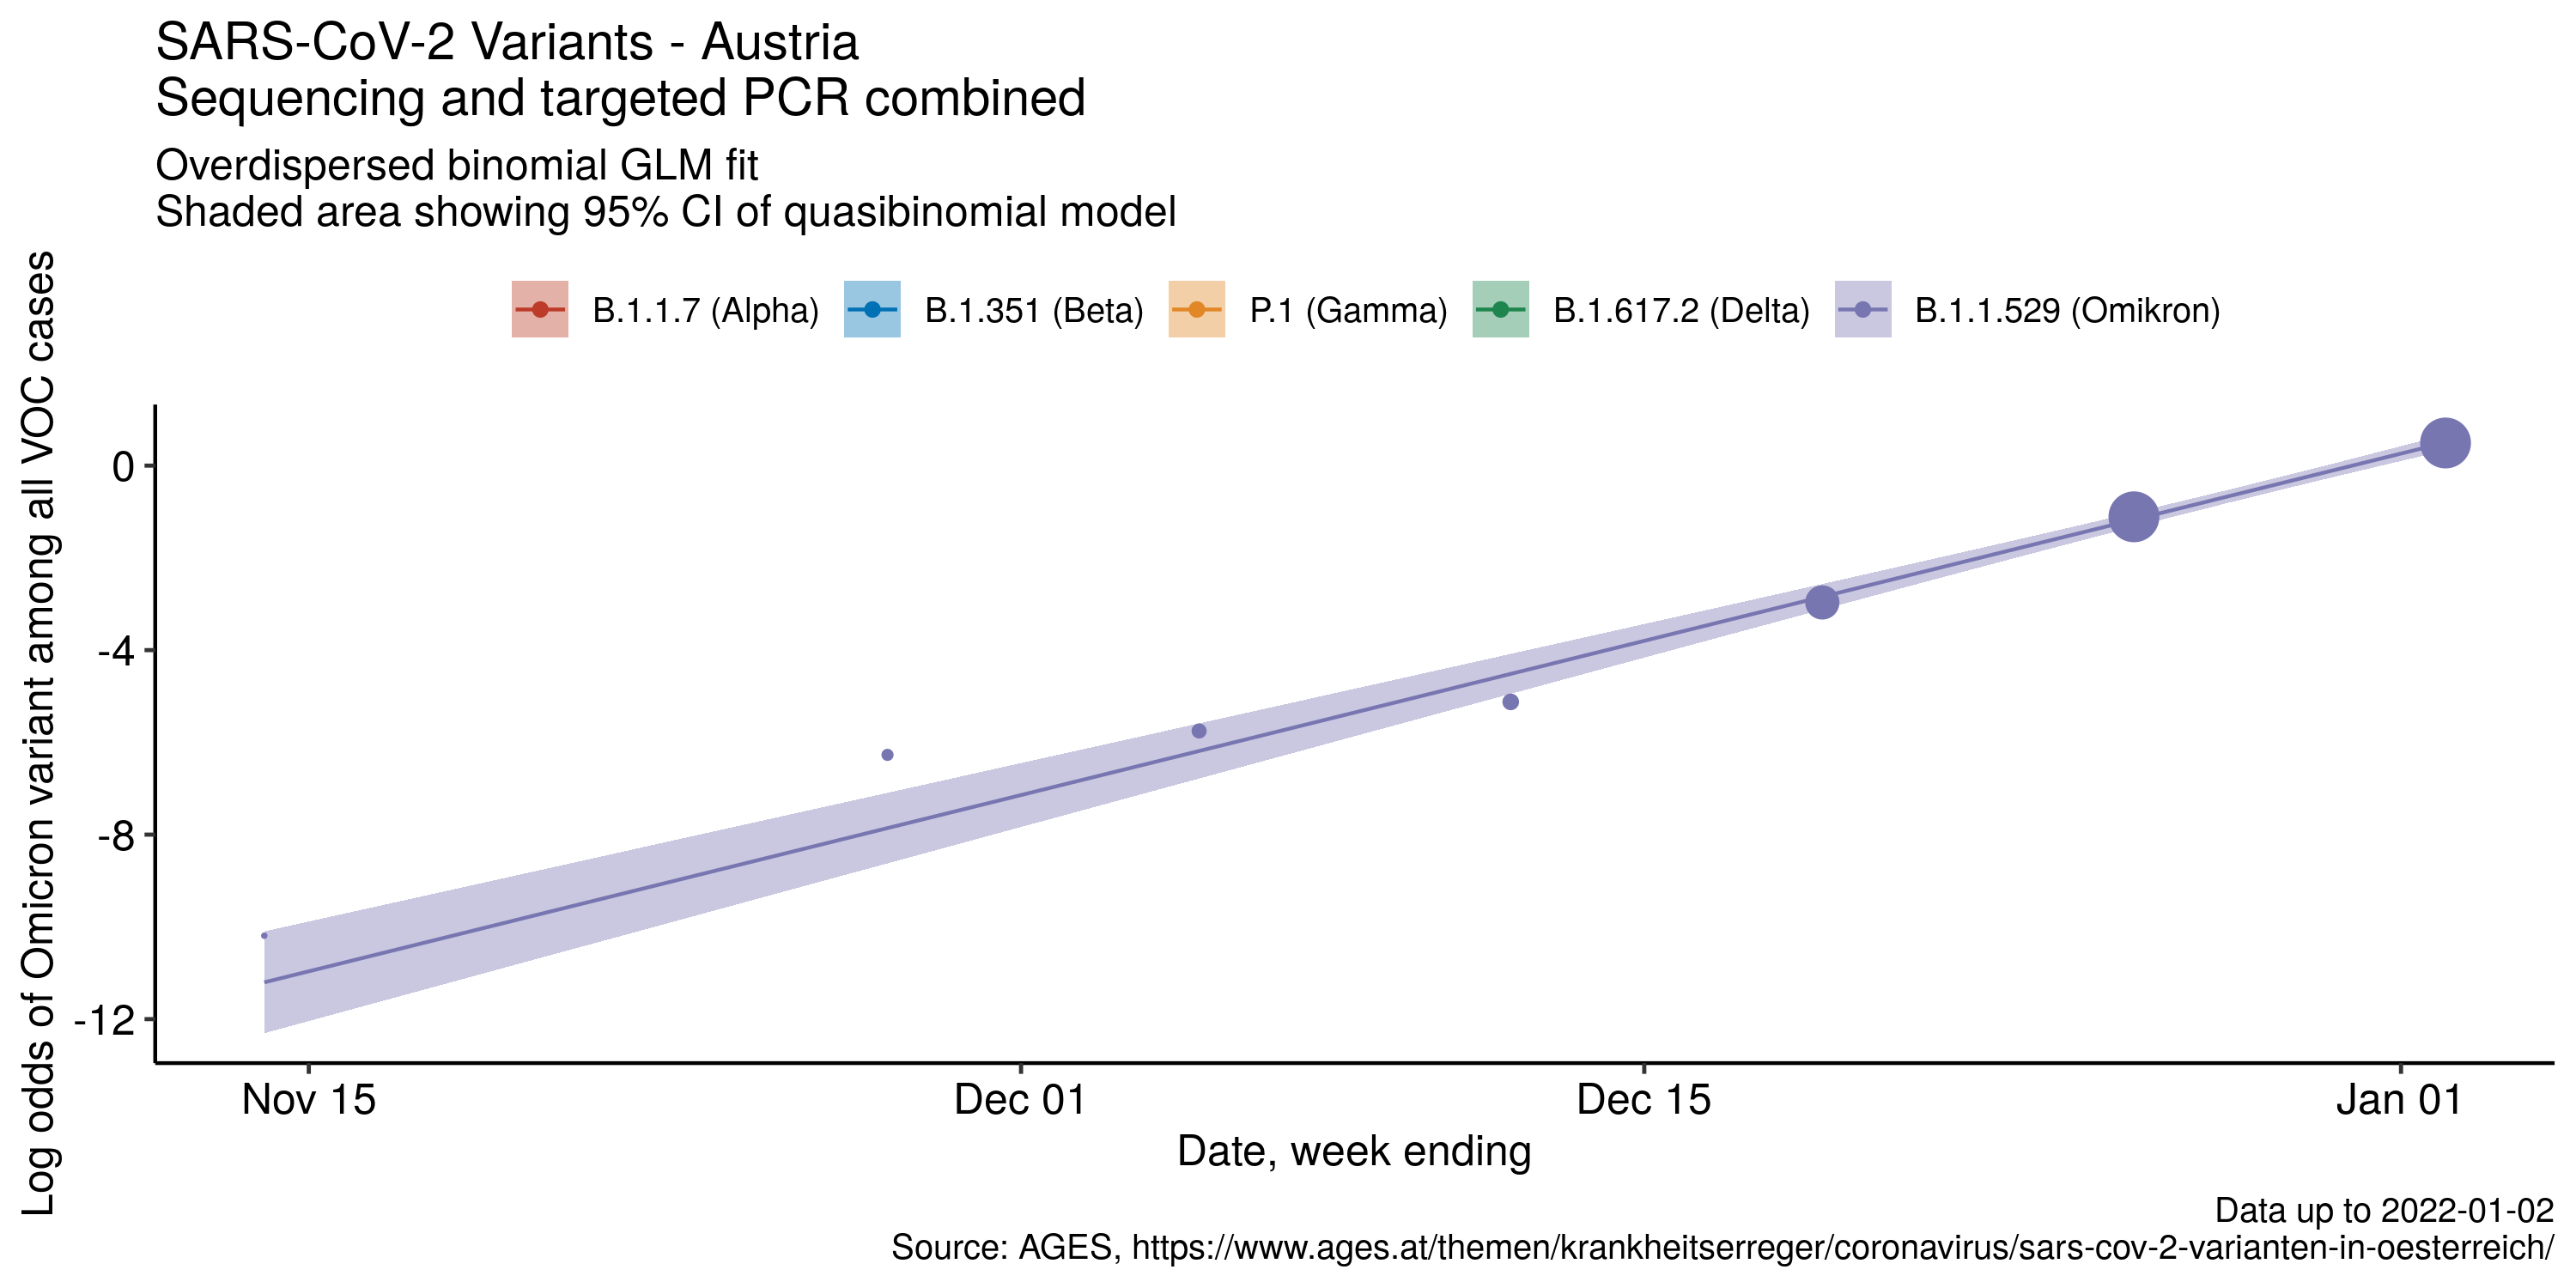 SARS-CoV-2 Variants - Austria
Sequencing and targeted PCR combined
Overdispersed binomial GLM fit
Shaded area showing 95% CI of quasibinomial model
B.1.1.7 (Alpha)
B.1.351 (Beta)
P.1 (Gamma)
B.1.617.2 (Delta)
B.1.1.529 (Omikron)
Log odds of Omicron variant among all VOC cases
0
-4
-8
-12
Nov 15
Dec 01
Dec 15
Jan 01
Date, week ending
Data up to 2022-01-02
Source: AGES, https://www.ages.at/themen/krankheitserreger/coronavirus/sars-cov-2-varianten-in-oesterreich/